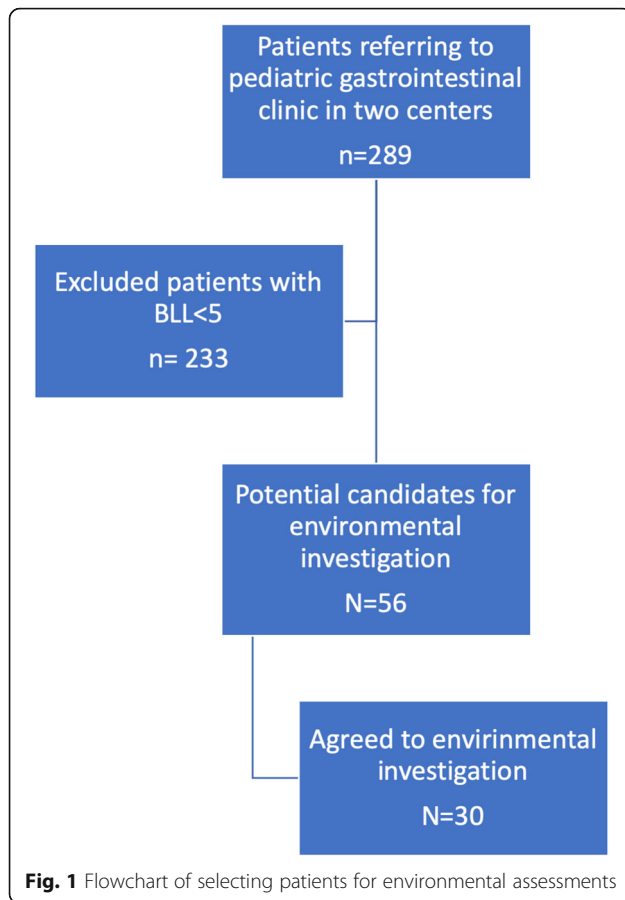 Patients referring to
pediatric gastrointestinal
clinic in two centers
n=289
Excluded patients with
BLL<5
n= 233
Potential candidates for
environmental
investigation
N=56
Agreed to envirinmental
investigation
N=30
Fig. 1 Flowchart of selecting patients for environmental assessments